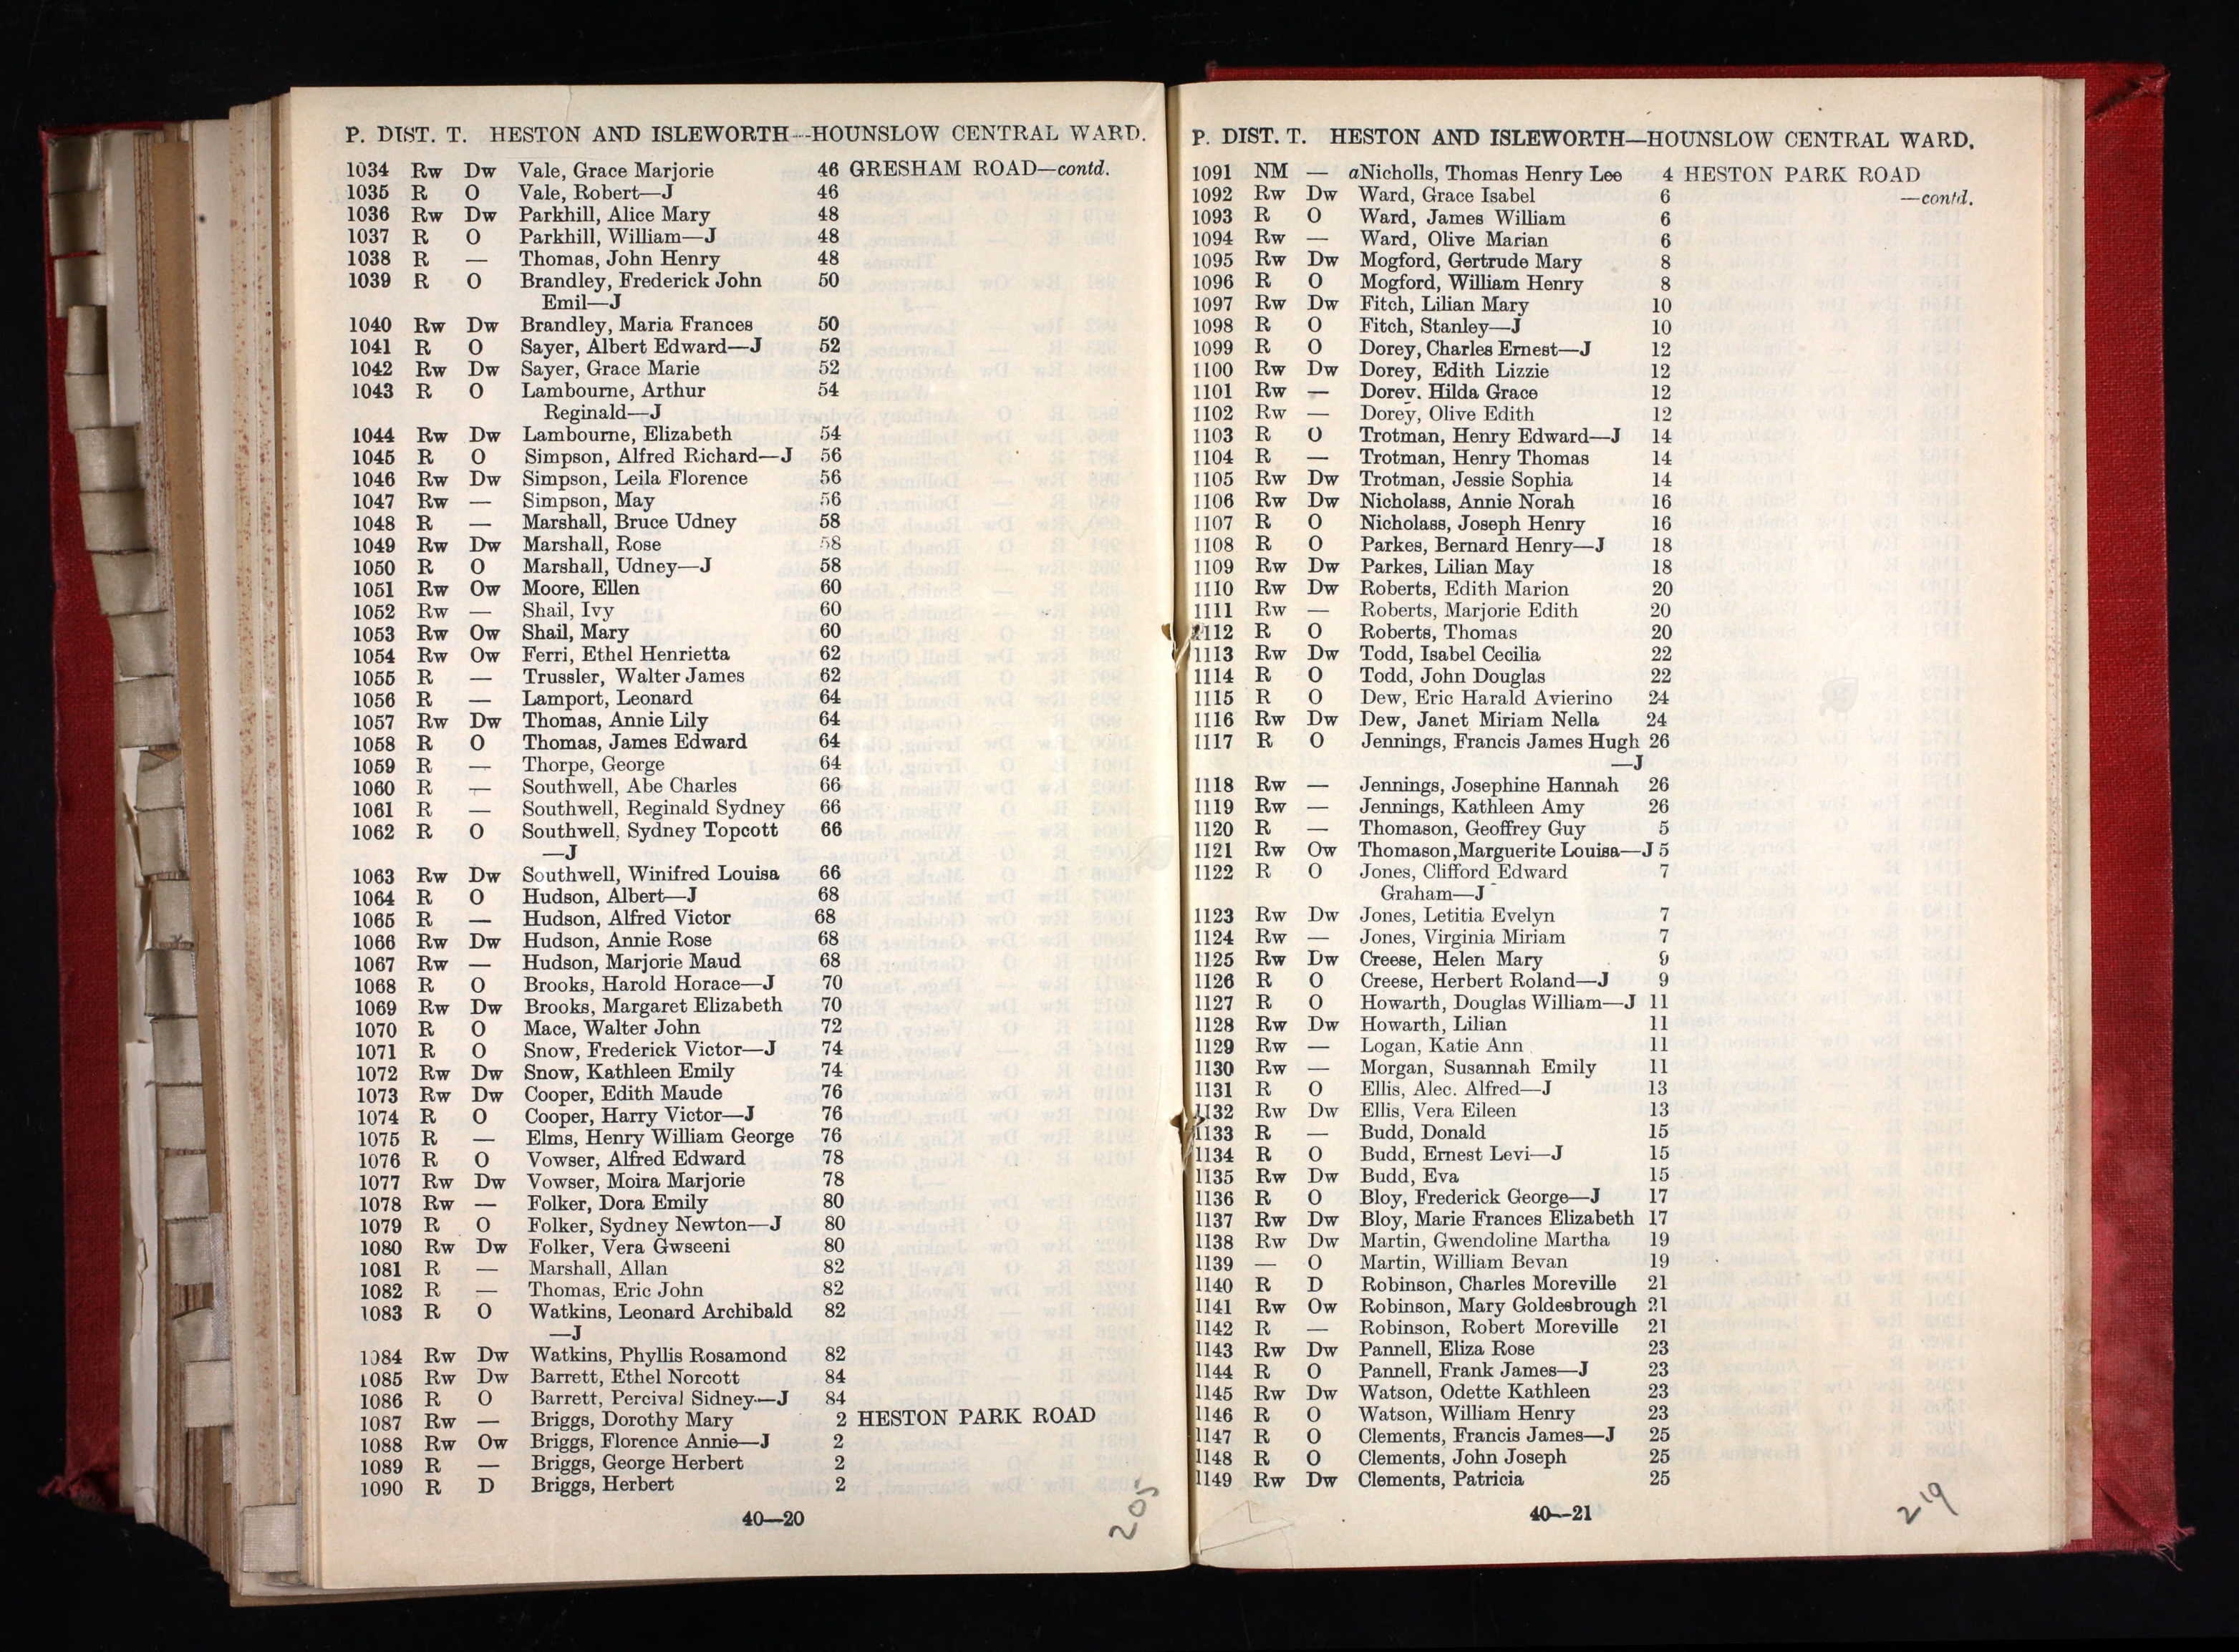 P. DIST. T. HESTON AND ISLEWORTH—HOUNSLOW CENTRAL WARD.
1034 Rw Dw Vale, Grace Marjorie 46 GRESHAM ROAD—contd.
1035 R O Vale, Robert—J 46
1036 Rw Dw Parkhill, Alice Mary 48
1037 R O Parkhill, William—J 48
1038 R — Thomas, John Henry 48
1039 R O Brandley, Frederick John 50
Emil—J
1040 Rw Dw Brandley, Maria Frances 50
1041 R O Sayer, Albert Edward—J 52
1042 Rw Dw Sayer, Grace Marie 52
1043 R O Lambourne, Arthur 54
Reginald—J
1044 Rw Dw Lambourne, Elizabeth 54
1045 R O Simpson, Alfred Richard—J 56
1046 Rw Dw Simpson, Leila Florence 56
1047 Rw — Simpson, May 56
1048 R — Marshall, Bruce Udney 58
1049 Rw Dw Marshall, Rose 58
1050 R O Marshall, Udney—J 58
1051 Rw Ow Moore, Ellen 60
1052 Rw — Shail, Ivy 60
1053 Rw Ow Shail, Mary 60
1054 Rw Ow Ferri, Ethel Henrietta 62
1055 R — Trussler, Walter James 62
1056 R — Lamport, Leonard 64
1057 Rw Dw Thomas, Annie Lily 64
1058 R O Thomas, James Edward 64
1059 R — Thorpe, George 64
1060 R — Southwell, Abe Charles 66
1061 R — Southwell, Reginald Sydney 66
1062 R O Southwell, Sydney Topcott 66
—J
1063 Rw Dw Southwell, Winifred Louisa 66
1064 R O Hudson, Albert—J 68
1065 R — Hudson, Alfred Victor 68
1066 Rw Dw Hudson, Annie Rose 68
1067 Rw — Hudson, Marjorie Maud 68
1068 R O Brooks, Harold Horace—J 70
1069 Rw Dw Brooks, Margaret Elizabeth 70
1070 R O Mace, Walter John 72
1071 R O Snow, Frederick Victor—J 74
1072 Rw Dw Snow, Kathleen Emily 74
1073 Rw Dw Cooper, Edith Maude 76
1074 R O Cooper, Harry Victor—J 76
1075 R — Elms, Henry William George 76
1076 R O Vowser, Alfred Edward 78
1077 Rw Dw Vowser, Moira Marjorie 78
1078 Rw — Folker, Dora Emily 80
1079 R O Folker, Sydney Newton—J 80
1080 Rw Dw Folker, Vera Gwseeni 80
1081 R — Marshall, Allan 82
1082 R — Thomas, Eric John 82
1083 R O Watkins, Leonard Archibald 82
—J
1084 Rw Dw Watkins, Phyllis Rosamond 82
1085 Rw Dw Barrett, Ethel Norcott 84
1086 R O Barrett, Percival Sidney—J 84
1087 Rw — Briggs, Dorothy Mary 2 HESTON PARK ROAD
1088 Rw Ow Briggs, Florence Annie—J 2
1089 R — Briggs, George Herbert 2
1090 R D Briggs, Herbert 2
40—20
205
P. DIST. T. HESTON AND ISLEWORTH—HOUNSLOW CENTRAL WARD.
1091 NM — aNicholls, Thomas Henry Lee 4 HESTON PARK ROAD
1092 Rw Dw Ward, Grace Isabel 6 —contd.
1093 R O Ward, James William 6
1094 Rw — Ward, Olive Marian 6
1095 Rw Dw Mogford, Gertrude Mary 8
1096 R O Mogford, William Henry 8
1097 Rw Dw Fitch, Lilian Mary 10
1098 R O Fitch, Stanley—J 10
1099 R O Dorey, Charles Ernest—J 12
1100 Rw Dw Dorey, Edith Lizzie 12
1101 Rw — Dorey. Hilda Grace 12
1102 Rw — Dorey, Olive Edith 12
1103 R O Trotman, Henry Edward—J 14
1104 R — Trotman, Henry Thomas 14
1105 Rw Dw Trotman, Jessie Sophia 14
1106 Rw Dw Nicholass, Annie Norah 16
1107 R O Nicholass, Joseph Henry 16
1108 R O Parkes, Bernard Henry—J 18
1109 Rw Dw Parkes, Lilian May 18
1110 Rw Dw Roberts, Edith Marion 20
1111 Rw — Roberts, Marjorie Edith 20
1112 R O Roberts, Thomas 20
1113 Rw Dw Todd, Isabel Cecilia 22
1114 R O Todd, John Douglas 22
1115 R O Dew, Eric Harald Avierino 24
1116 Rw Dw Dew, Janet Miriam Nella 24
1117 R O Jennings, Francis James Hugh 26
—J
1118 Rw — Jennings, Josephine Hannah 26
1119 Rw — Jennings, Kathleen Amy 26
1120 R — Thomason, Geoffrey Guy 5
1121 Rw Ow Thomason,Marguerite Louisa—J 5
1122 R O Jones, Clifford Edward 7
Graham—J
1123 Rw Dw Jones, Letitia Evelyn 7
1124 Rw — Jones, Virginia Miriam 7
1125 Rw Dw Creese, Helen Mary 9
1126 R O Creese, Herbert Roland—J 9
1127 R O Howarth, Douglas William—J 11
1128 Rw Dw Howarth, Lilian 11
1129 Rw — Logan, Katie Ann 11
1130 Rw — Morgan, Susannah Emily 11
1131 R O Ellis, Alec. Alfred—J 13
1132 Rw Dw Ellis, Vera Eileen 13
1133 R — Budd, Donald 15
1134 R O Budd, Ernest Levi—J 15
1135 Rw Dw Budd, Eva 15
1136 R O Bloy, Frederick George—J 17
1137 Rw Dw Bloy, Marie Frances Elizabeth 17
1138 Rw Dw Martin, Gwendoline Martha 19
1139 — O Martin, William Bevan 19
1140 R D Robinson, Charles Moreville 21
1141 Rw Ow Robinson, Mary Goldesbrough 21
1142 R — Robinson, Robert Moreville 21
1143 Rw Dw Pannell, Eliza Rose 23
1144 R O Pannell, Frank James—J 23
1145 Rw Dw Watson, Odette Kathleen 23
1146 R O Watson, William Henry 23
1147 R O Clements, Francis James—J 25
1148 R O Clements, John Joseph 25
1149 Rw Dw Clements, Patricia 25
40—21
219